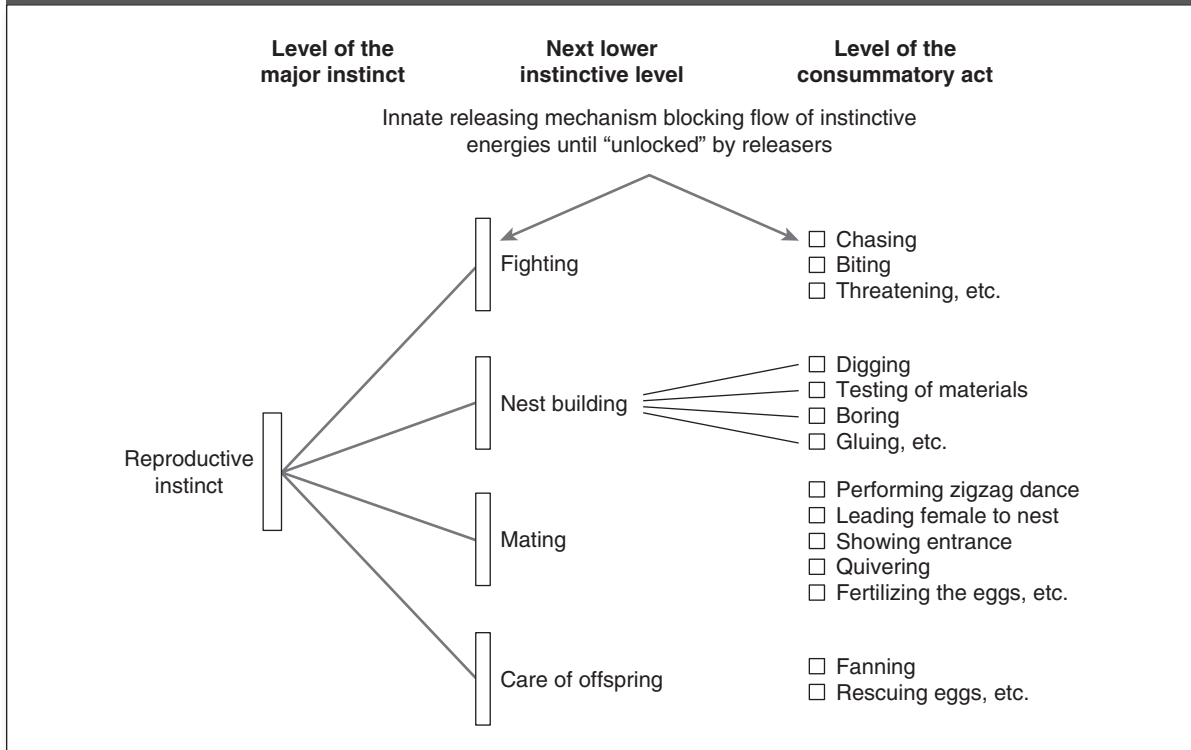 Level of the
major instinct
Next lower
instinctive level
Level of the
consummatory act
Innate releasing mechanism blocking flow of instinctive
energies until “unlocked” by releasers
Reproductive
instinct
Fighting
Chasing
Biting
Threatening, etc.
Nest building
Digging
Testing of materials
Boring
Gluing, etc.
Mating
Performing zigzag dance
Leading female to nest
Showing entrance
Quivering
Fertilizing the eggs, etc.
Care of offspring
Fanning
Rescuing eggs, etc.